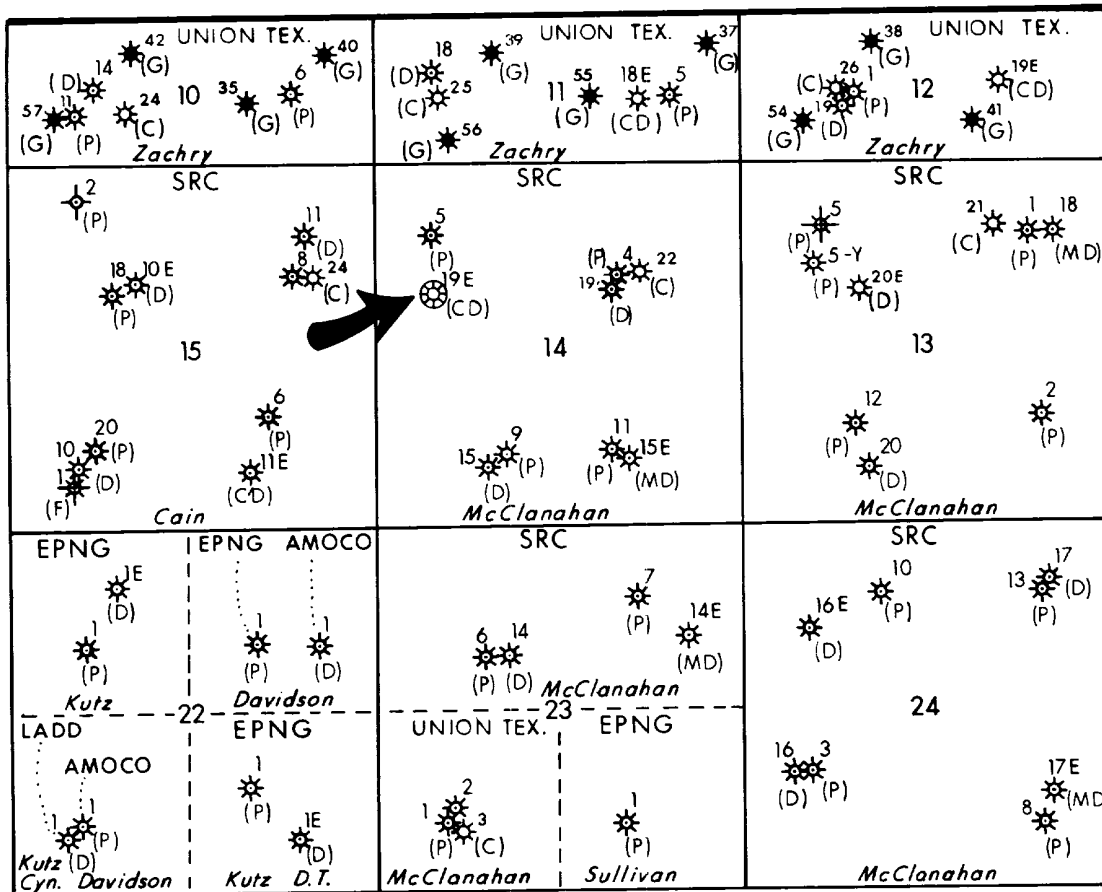 UNION TEX.
42
(G)
40
(G)
(D)
14
10
6
(P)
57
(G)
11
(P)
24
(C)
35
(G)
Zachry
UNION TEX.
18
(D)
39
(G)
37
(G)
25
(C)
11
55
(G)
18E
(CD)
5
(P)
56
(G)
Zachry
UNION TEX.
38
(G)
26
(C)
1
(P)
12
19E
(CD)
54
(G)
19
(D)
41
(G)
Zachry
SRC
2
(P)
11
(D)
18
(P)
10E
(D)
8
24
(C)
15
6
(P)
20
(P)
10
(D)
1
(F)
11E
(CD)
Cain
SRC
5
(P)
(P)
4
22
(C)
19E
(CD)
19
(D)
14
9
(P)
15
(D)
11
(P)
15E
(MD)
McClanahan
SRC
5
(P)
21
(C)
1
(P)
18
(MD)
5-Y
(P)
20E
(D)
13
12
(P)
2
(P)
20
(D)
McClanahan
EPNG
1E
(D)
1
(P)
Kutz
EPNG AMOCO
1
(P)
1
(D)
Davidson
22
LADD
AMOCO
1
(P)
1
(D)
Kutz
Cyn. Davidson
EPNG
1
(P)
1E
(D)
Kutz D.T.
SRC
7
(P)
14E
(MD)
6
(P)
14
(D)
McClanahan
23
UNION TEX.
2
1
(P)
3
(C)
McClanahan
EPNG
1
(P)
Sullivan
SRC
10
(P)
17
(D)
13
(P)
16E
(D)
24
16
(D)
3
(P)
17E
(MD)
8
(P)
McClanahan